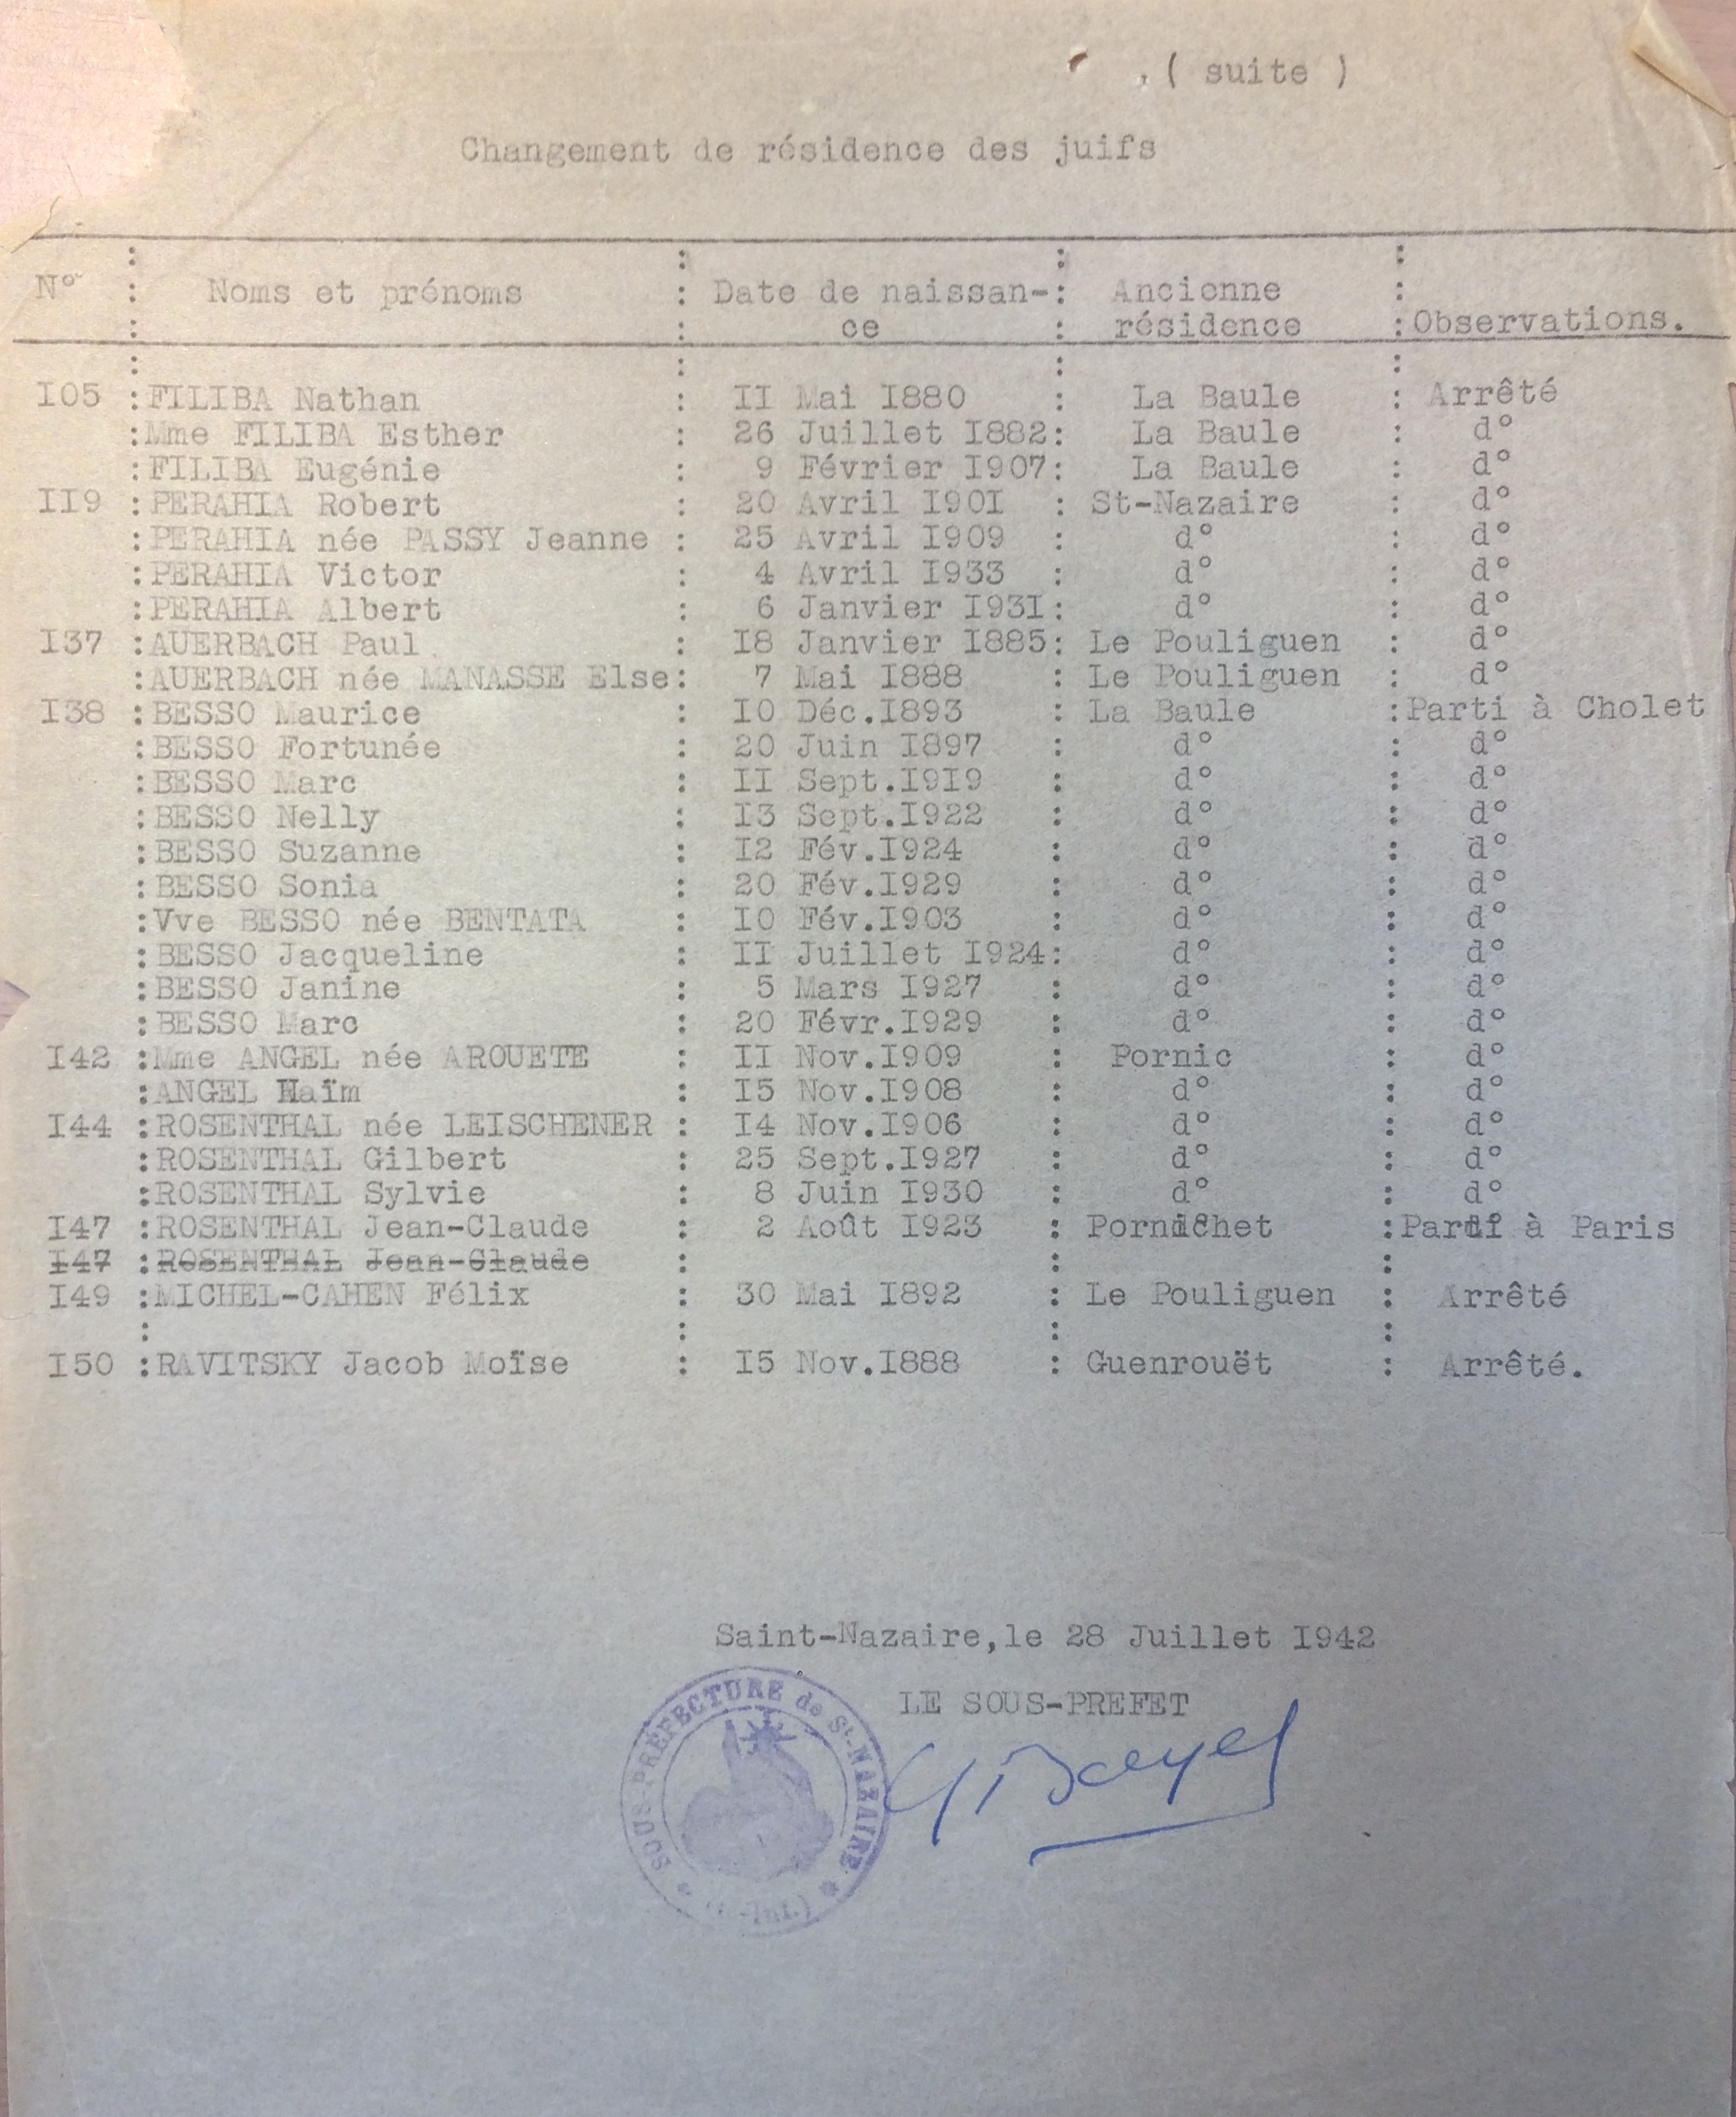 ( suite )
Changement de résidence des juifs
N° : Noms et prénoms : Date de naissan- : Ancienne :
ce : résidence : Observations.
I05 : FILIBA Nathan : II Mai I880 : La Baule : Arrêté
: Mme FILIBA Esther : 26 Juillet I882 : La Baule : d°
: FILIBA Eugénie : 9 Février I907 : La Baule : d°
II9 : PERAHIA Robert : 20 Avril I90I : St-Nazaire : d°
: PERAHIA née PASSY Jeanne : 25 Avril I909 : d° : d°
: PERAHIA Victor : 4 Avril I933 : d° : d°
: PERAHIA Albert : 6 Janvier I93I : d° : d°
I37 : AUERBACH Paul : I8 Janvier I885 : Le Pouliguen : d°
: AUERBACH née MANASSE Else : 7 Mai I888 : Le Pouliguen : d°
I38 : BESSO Maurice : I0 Déc.I893 : La Baule : Parti à Cholet
: BESSO Fortunée : 20 Juin I897 : d° : d°
: BESSO Marc : II Sept.I9I9 : d° : d°
: BESSO Nelly : I3 Sept.I922 : d° : d°
: BESSO Suzanne : I2 Fév.I924 : d° : d°
: BESSO Sonia : 20 Fév.I929 : d° : d°
: Vve BESSO née BENTATA : I0 Fév.I903 : d° : d°
: BESSO Jacqueline : II Juillet I924 : d° : d°
: BESSO Janine : 5 Mars I927 : d° : d°
: BESSO Marc : 20 Févr.I929 : d° : d°
I42 : Mme ANGEL née AROUETE : II Nov.I909 : Pornic : d°
: ANGEL Haïm : I5 Nov.I908 : d° : d°
I44 : ROSENTHAL née LEISCHENER : I4 Nov.I906 : d° : d°
: ROSENTHAL Gilbert : 25 Sept.I927 : d° : d°
: ROSENTHAL Sylvie : 8 Juin I930 : d° : d°
I47 : ROSENTHAL Jean-Claude : 2 Août I923 : Pornichet : Parti à Paris
I47 : ROSENTHAL Jean-Claude : : :
I49 : MICHEL-CAHEN Félix : 30 Mai I892 : Le Pouliguen : Arrêté
I50 : RAVITSKY Jacob Moïse : I5 Nov.I888 : Guenrouët : Arrêté.
Saint-Nazaire,le 28 Juillet I942
LE SOUS-PREFET
SOUS-PRÉFECTURE de St-NAZAIRE